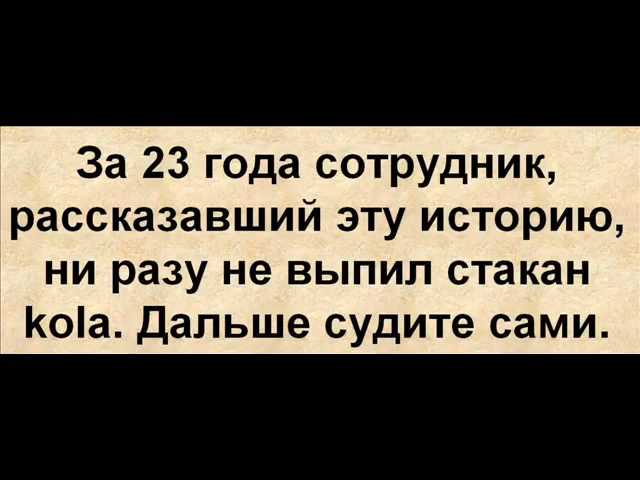 За 23 года сотрудник,
рассказавший эту историю,
ни разу не выпил стакан
kola. Дальше судите сами.